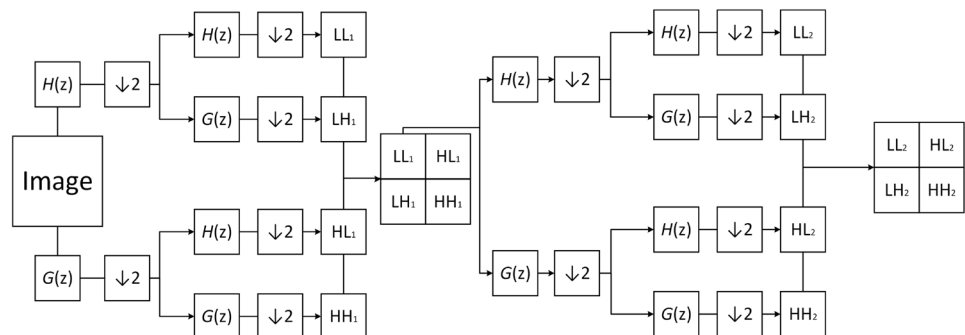 H(z) ↓2 LL₁
H(z) ↓2
G(z) ↓2 LH₁
Image
H(z) ↓2 HL₁
G(z) ↓2
G(z) ↓2 HH₁
LL₁ HL₁
LH₁ HH₁
H(z) ↓2 LL₂
H(z) ↓2
G(z) ↓2 LH₂
H(z) ↓2 HL₂
G(z) ↓2
G(z) ↓2 HH₂
LL₂ HL₂
LH₂ HH₂